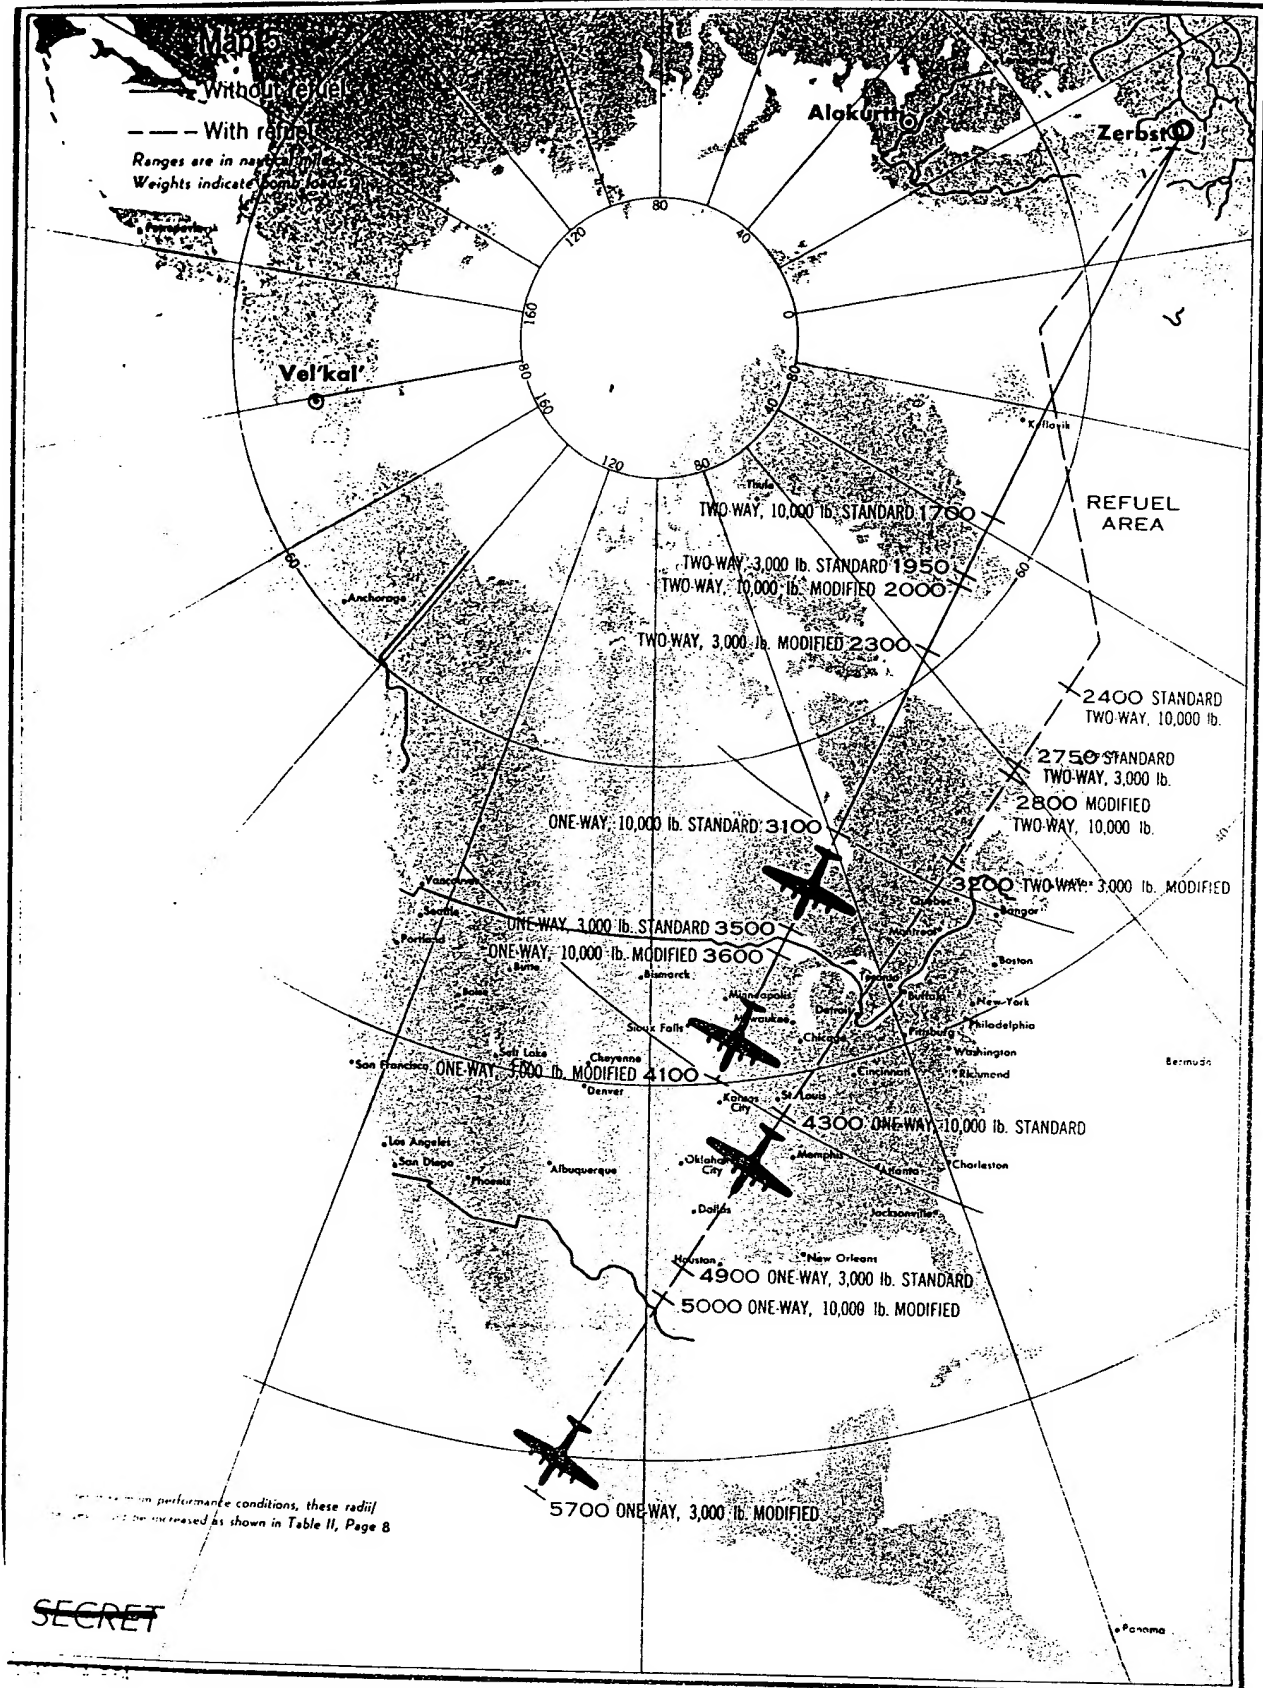 Map 5
Without refuel
With refuel
Ranges are in nautical miles
Weights indicate bomb loads
Alakurtti
Zerbst
Petropavlovsk
80
120
40
160
0
Vel'kal'
80
160
80
40
120
80
Keflavik
Thule
REFUEL
AREA
TWO-WAY, 10,000 lb. STANDARD 1700
TWO-WAY, 3,000 lb. STANDARD 1950
TWO-WAY, 10,000 lb. MODIFIED 2000
60
60
Anchorage
TWO-WAY, 3,000 lb. MODIFIED 2300
2400 STANDARD
TWO-WAY, 10,000 lb.
2750 STANDARD
TWO-WAY, 3,000 lb.
2800 MODIFIED
TWO-WAY, 10,000 lb.
ONE-WAY, 10,000 lb. STANDARD 3100
40
3200 TWO-WAY, 3,000 lb. MODIFIED
Vancouver
Quebec
Bangor
Seattle
ONE-WAY, 3,000 lb. STANDARD 3500
Montreal
Portland
ONE-WAY, 10,000 lb. MODIFIED 3600
Butte
Bismarck
Boston
Toronto
Boise
Minneapolis
Buffalo
New York
Detroit
Milwaukee
Sioux Falls
Philadelphia
Chicago
Pittsburg
Salt Lake
Cheyenne
Washington
Bermuda
San Francisco
ONE-WAY, 3,000 lb. MODIFIED 4100
Cincinnati
Richmond
Denver
Kansas
City
St. Louis
4300 ONE-WAY, 10,000 lb. STANDARD
Los Angeles
San Diego
Albuquerque
Oklahoma
City
Memphis
Atlanta
Charleston
Phoenix
Dallas
Jacksonville
Houston
New Orleans
4900 ONE-WAY, 3,000 lb. STANDARD
5000 ONE-WAY, 10,000 lb. MODIFIED
5700 ONE-WAY, 3,000 lb. MODIFIED
performance conditions, these radii/
be increased as shown in Table II, Page 8
SECRET
Panama